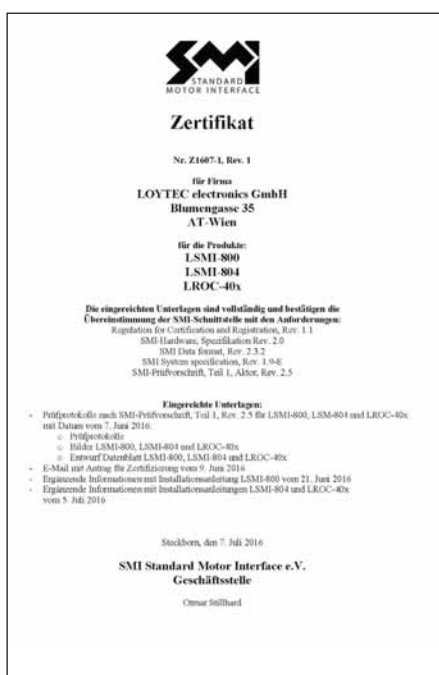 SMI
STANDARD
MOTOR INTERFACE
Zertifikat
Nr. Z1607-1, Rev. 1
für Firma
LOYTEC electronics GmbH
Blumengasse 35
AT-Wien
für die Produkte:
LSMI-800
LSMI-804
LROC-40x
Die eingereichten Unterlagen sind vollständig und bestätigen die
Übereinstimmung der SMI-Schnittstelle mit den Anforderungen:
Regulation for Certification and Registration, Rev. 1.1
SMI-Hardware, Spezifikation Rev. 2.0
SMI Data format, Rev. 2.3.2
SMI System specification, Rev. 1.9-E
SMI-Prüfvorschrift, Teil 1, Aktor, Rev. 2.5
Eingereichte Unterlagen:
- Prüfprotokolle nach SMI-Prüfvorschrift, Teil 1, Rev. 2.5 für LSMI-800, LSM-804 und LROC-40x
mit Datum vom 7. Juni 2016:
o Prüfprotokolle
o Bilder LSMI-800, LSMI-804 und LROC-40x
o Entwurf Datenblatt LSMI-800, LSMI-804 und LROC-40x
- E-Mail mit Antrag für Zertifizierung vom 9. Juni 2016
- Ergänzende Informationen mit Installationsanleitung LSMI-800 vom 21. Juni 2016
- Ergänzende Informationen mit Installationsanleitungen LSMI-804 und LROC-40x
vom 5. Juli 2016
Steckborn, den 7. Juli 2016
SMI Standard Motor Interface e.V.
Geschäftsstelle
Otmar Stillhard